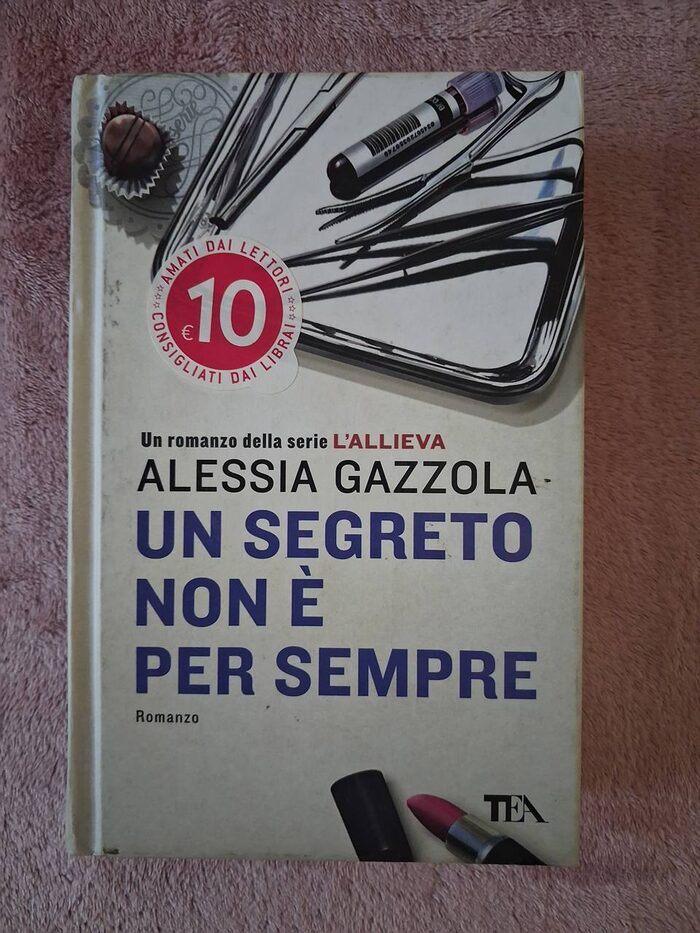 AMATI DAI LETTORI
€10
CONSIGLIATI DAI LIBRAI
Un romanzo della serie L'ALLIEVA
ALESSIA GAZZOLA
UN SEGRETO
NON È
PER SEMPRE
Romanzo
TEA